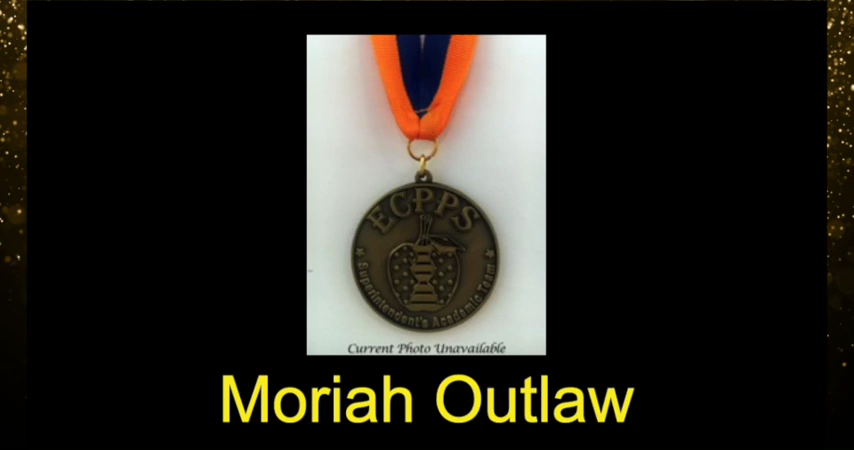 ECPPS
Superintendent's Academic Team
Current Photo Unavailable
Moriah Outlaw